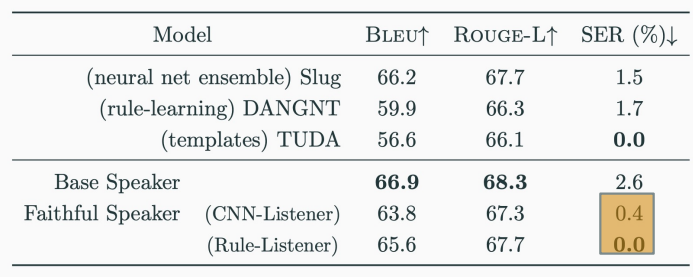 Model BLEU↑ ROUGE-L↑ SER (%)↓
(neural net ensemble) Slug 66.2 67.7 1.5
(rule-learning) DANGNT 59.9 66.3 1.7
(templates) TUDA 56.6 66.1 0.0
Base Speaker 66.9 68.3 2.6
Faithful Speaker (CNN-Listener) 63.8 67.3 0.4
(Rule-Listener) 65.6 67.7 0.0